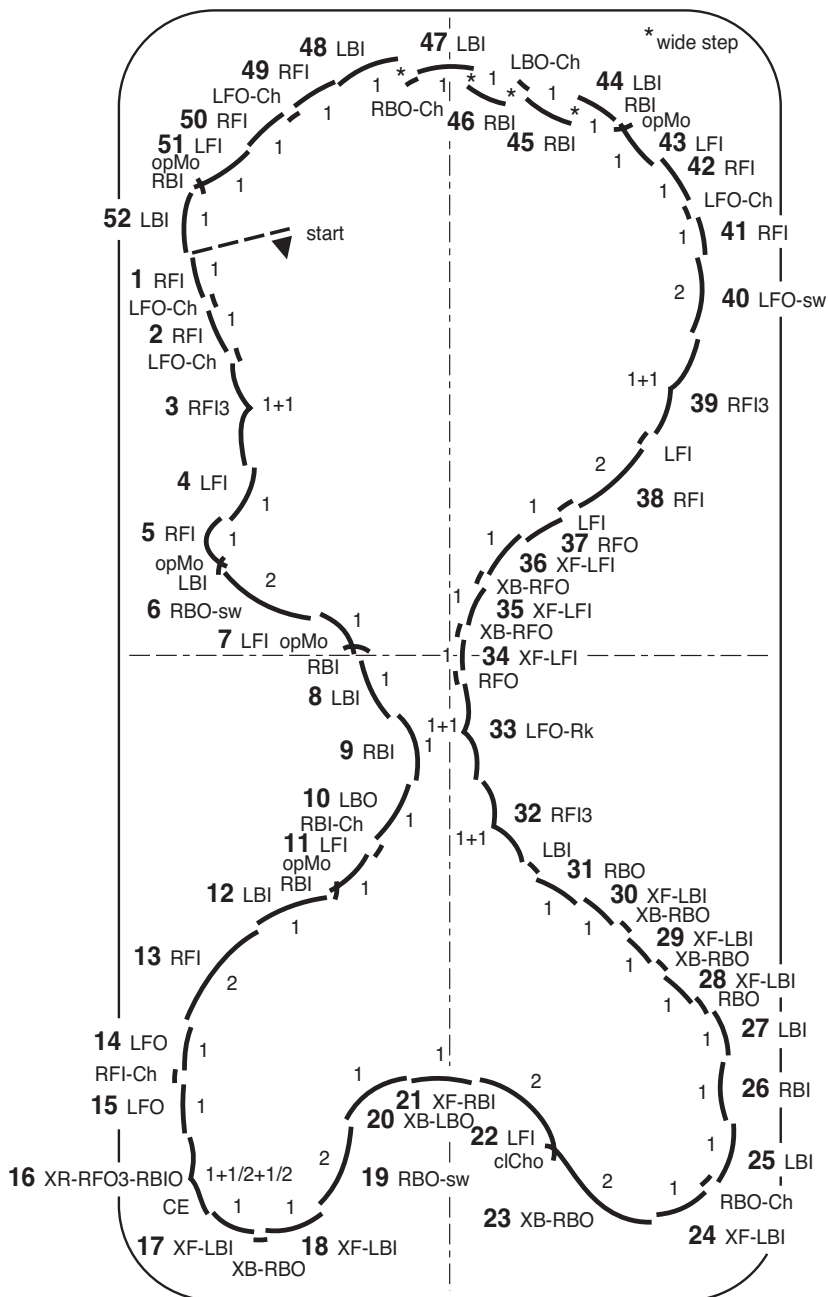 48 LBI
47 LBI
LBO-Ch
*wide step
49 RFI
LFO-Ch
50 RFI
51 LFI
opMo
RBI
52 LBI
1
1
1
1
1
1
*
RBO-Ch
*
1
46 RBI
*
1
45 RBI
*
1
44 LBI
RBI
opMo
43 LFI
42 RFI
LFO-Ch
41 RFI
1
1
1
start
1 RFI
LFO-Ch
2 RFI
LFO-Ch
1
1
2
40 LFO-sw
3 RFI3
1+1
1+1
39 RFI3
4 LFI
1
LFI
2
38 RFI
5 RFI
1
opMo
LBI
2
6 RBO-sw
1
LFI
37 RFO
1
36 XF-LFI
XB-RFO
1
35 XF-LFI
XB-RFO
7 LFI opMo
RBI
1
1
34 XF-LFI
RFO
8 LBI
1
1+1
33 LFO-Rk
9 RBI
1
10 LBO
RBI-Ch
1
32 RFI3
1+1
11 LFI
opMo
RBI
1
LBI
31 RBO
1
30 XF-LBI
XB-RBO
1
12 LBI
1
29 XF-LBI
XB-RBO
1
13 RFI
2
28 XF-LBI
RBO
1
27 LBI
1
14 LFO
1
RFI-Ch
15 LFO
1
1
1
26 RBI
1
21 XF-RBI
20 XB-LBO
2
22 LFI
clCho
1
25 LBI
16 XR-RFO3-RBIO
1+1/2+1/2
CE
2
19 RBO-sw
2
1
RBO-Ch
1
1
23 XB-RBO
24 XF-LBI
17 XF-LBI
18 XF-LBI
XB-RBO